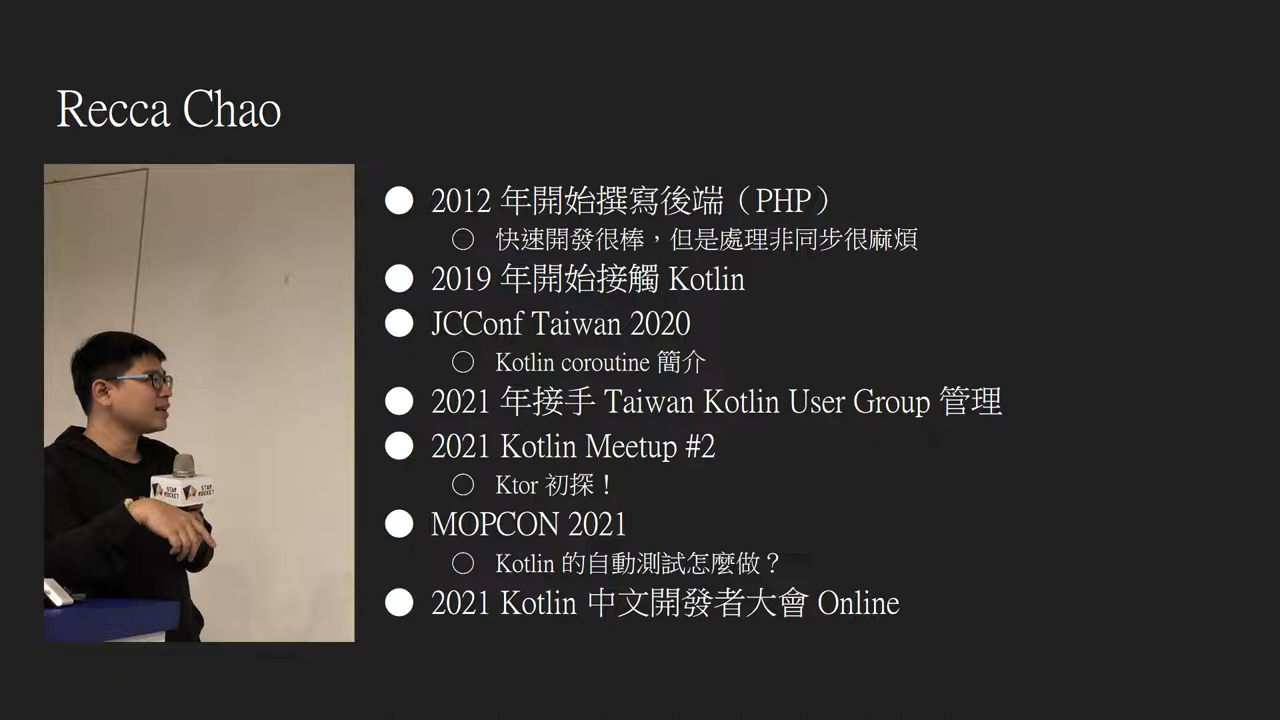 Recca Chao
2012 年開始撰寫後端（PHP）
快速開發很棒，但是處理非同步很麻煩
2019 年開始接觸 Kotlin
JCConf Taiwan 2020
Kotlin coroutine 簡介
2021 年接手 Taiwan Kotlin User Group 管理
2021 Kotlin Meetup #2
Ktor 初探！
MOPCON 2021
Kotlin 的自動測試怎麼做？
2021 Kotlin 中文開發者大會 Online
STAR
ROCKET
STAR
ROCKET